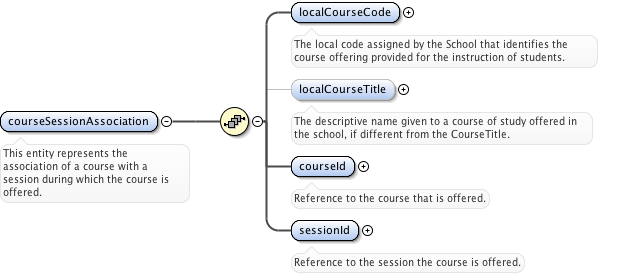 localCourseCode
The local code assigned by the School that identifies the
course offering provided for the instruction of students.
localCourseTitle
The descriptive name given to a course of study offered in
the school, if different from the CourseTitle.
courseSessionAssociation
This entity represents the
association of a course with a
session during which the course is
offered.
courseId
Reference to the course that is offered.
sessionId
Reference to the session the course is offered.